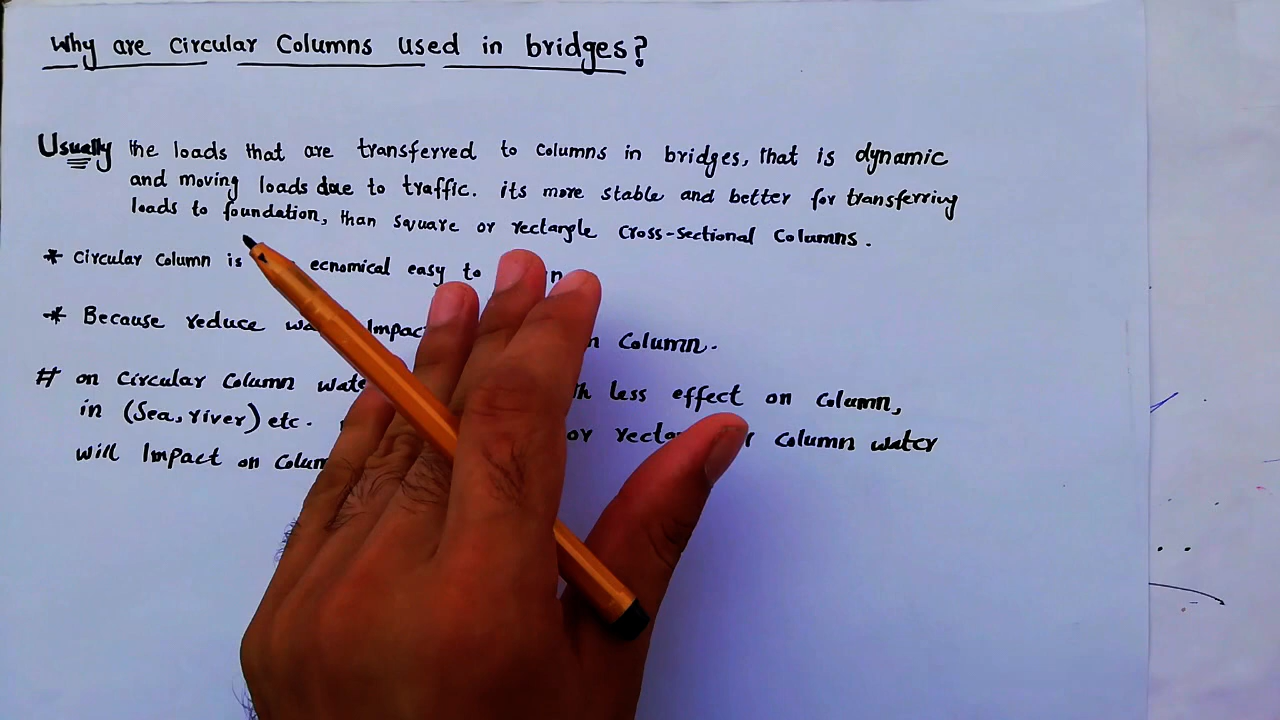 Why are Circular Columns used in bridges?
Usually the loads that are transferred to Columns in bridges, that is dynamic
and moving loads due to traffic. its more stable and better for transferring
loads to foundation, than square or rectangle Cross-Sectional Columns.
* Circular Column is ecnomical easy to
* Because reduce Column.
# on Circular Column less effect on Column,
in (Sea, river) etc. or Column water
will Impact on